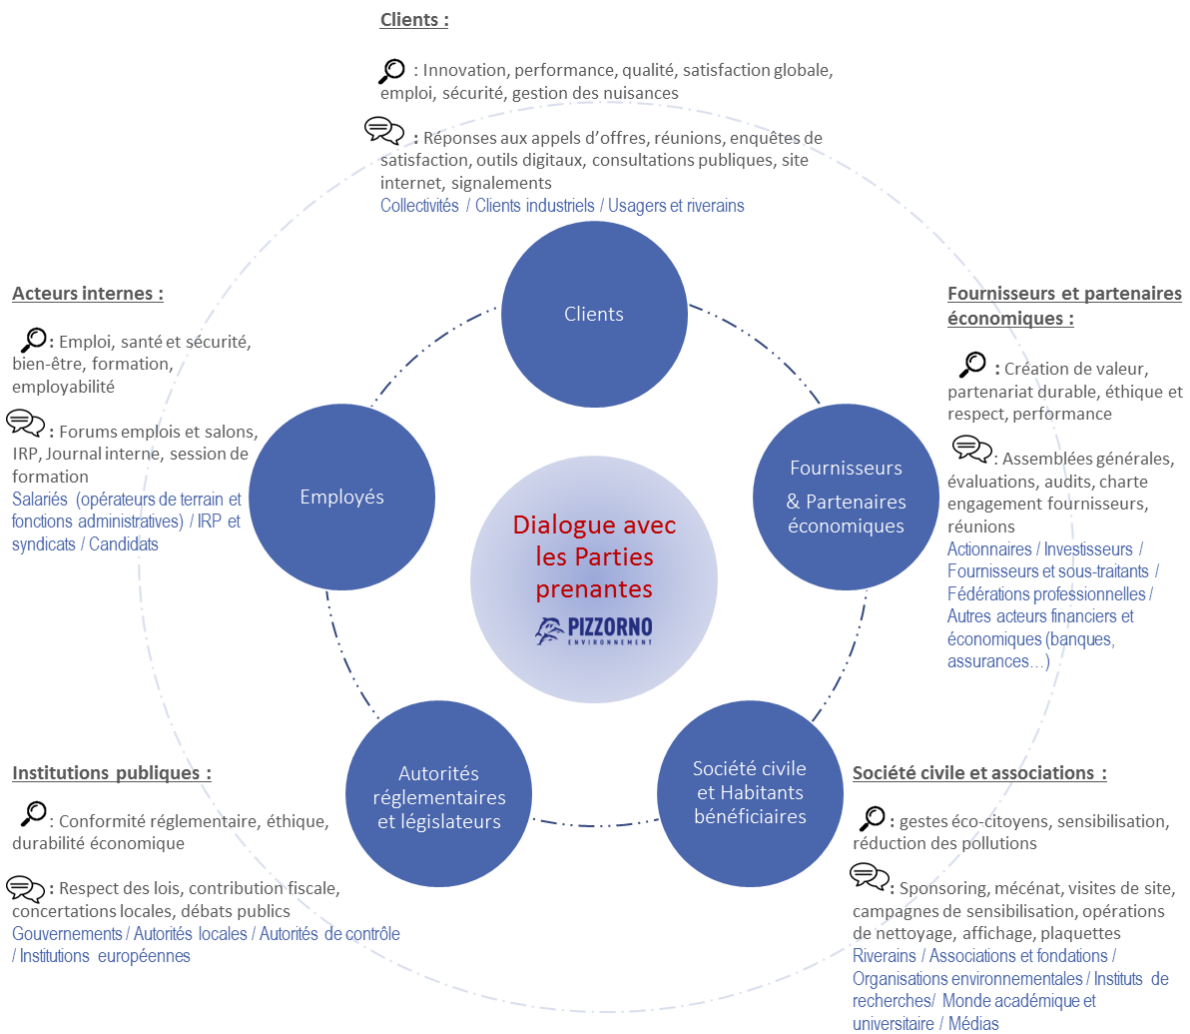 Clients :
: Innovation, performance, qualité, satisfaction globale,
emploi, sécurité, gestion des nuisances
: Réponses aux appels d’offres, réunions, enquêtes de
satisfaction, outils digitaux, consultations publiques, site
internet, signalements
Collectivités / Clients industriels / Usagers et riverains
Clients
Acteurs internes :
: Emploi, santé et sécurité,
bien-être, formation,
employabilité
: Forums emplois et salons,
IRP, Journal interne, session de
formation
Salariés (opérateurs de terrain et
fonctions administratives) / IRP et
syndicats / Candidats
Employés
Fournisseurs et partenaires
économiques :
: Création de valeur,
partenariat durable, éthique et
respect, performance
: Assemblées générales,
évaluations, audits, charte
engagement fournisseurs,
réunions
Actionnaires / Investisseurs /
Fournisseurs et sous-traitants /
Fédérations professionnelles /
Autres acteurs financiers et
économiques (banques,
assurances…)
Fournisseurs
& Partenaires
économiques
Dialogue avec
les Parties
prenantes
PIZZORNO
ENVIRONNEMENT
Autorités
réglementaires
et législateurs
Société civile
et Habitants
bénéficiaires
Institutions publiques :
: Conformité réglementaire, éthique,
durabilité économique
: Respect des lois, contribution fiscale,
concertations locales, débats publics
Gouvernements / Autorités locales / Autorités de contrôle
/ Institutions européennes
Société civile et associations :
: gestes éco-citoyens, sensibilisation,
réduction des pollutions
: Sponsoring, mécénat, visites de site,
campagnes de sensibilisation, opérations
de nettoyage, affichage, plaquettes
Riverains / Associations et fondations /
Organisations environnementales / Instituts de
recherches/ Monde académique et
universitaire / Médias